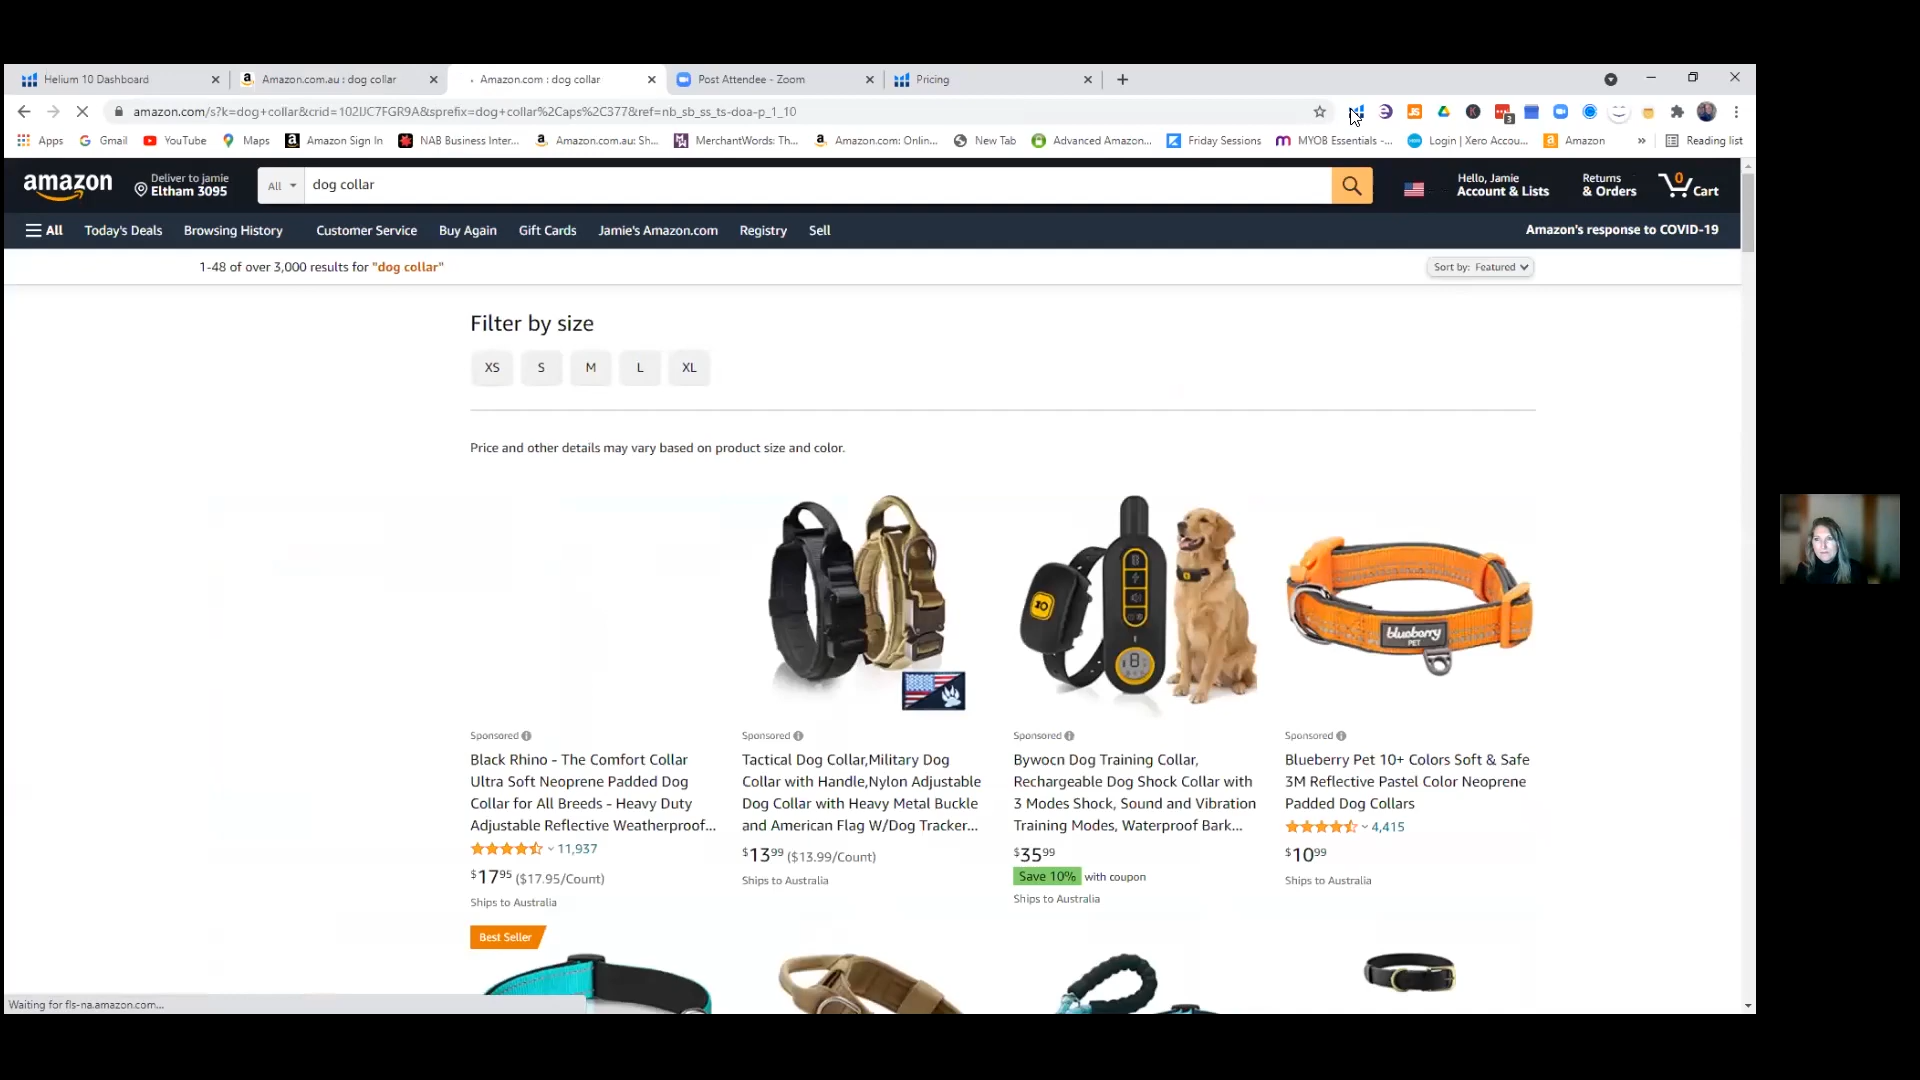 Helium 10 Dashboard
Amazon.com.au : dog collar
Amazon.com : dog collar
Post Attendee - Zoom
Pricing
amazon.com/s?k=dog+collar&crid=102IJC7FGR9A&sprefix=dog+collar%2Caps%2C377&ref=nb_sb_ss_ts-doa-p_1_10
Apps
Gmail
YouTube
Maps
Amazon Sign In
NAB Business Inter...
Amazon.com.au: Sh...
MerchantWords: Th...
Amazon.com: Onlin...
New Tab
Advanced Amazon...
Friday Sessions
MYOB Essentials -...
Login | Xero Accou...
Amazon
»
Reading list
amazon
Deliver to jamie
Eltham 3095
All
dog collar
Hello, Jamie
Account & Lists
Returns
& Orders
0
Cart
All
Today's Deals
Browsing History
Customer Service
Buy Again
Gift Cards
Jamie's Amazon.com
Registry
Sell
Amazon's response to COVID-19
1-48 of over 3,000 results for "dog collar"
Sort by: Featured
Filter by size
XS
S
M
L
XL
Price and other details may vary based on product size and color.
blueberry
PET
Sponsored
Black Rhino - The Comfort Collar
Ultra Soft Neoprene Padded Dog
Collar for All Breeds - Heavy Duty
Adjustable Reflective Weatherproof...
11,937
$17.95 ($17.95/Count)
Ships to Australia
Sponsored
Tactical Dog Collar,Military Dog
Collar with Handle,Nylon Adjustable
Dog Collar with Heavy Metal Buckle
and American Flag W/Dog Tracker...
$13.99 ($13.99/Count)
Ships to Australia
Sponsored
Bywocn Dog Training Collar,
Rechargeable Dog Shock Collar with
3 Modes Shock, Sound and Vibration
Training Modes, Waterproof Bark...
$35.99
Save 10% with coupon
Ships to Australia
Sponsored
Blueberry Pet 10+ Colors Soft & Safe
3M Reflective Pastel Color Neoprene
Padded Dog Collars
4,415
$10.99
Ships to Australia
Best Seller
Waiting for fls-na.amazon.com...